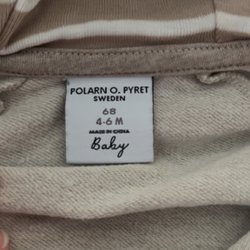 POLARN O. PYRET
SWEDEN
68
4-6 M
MADE IN CHINA
Baby